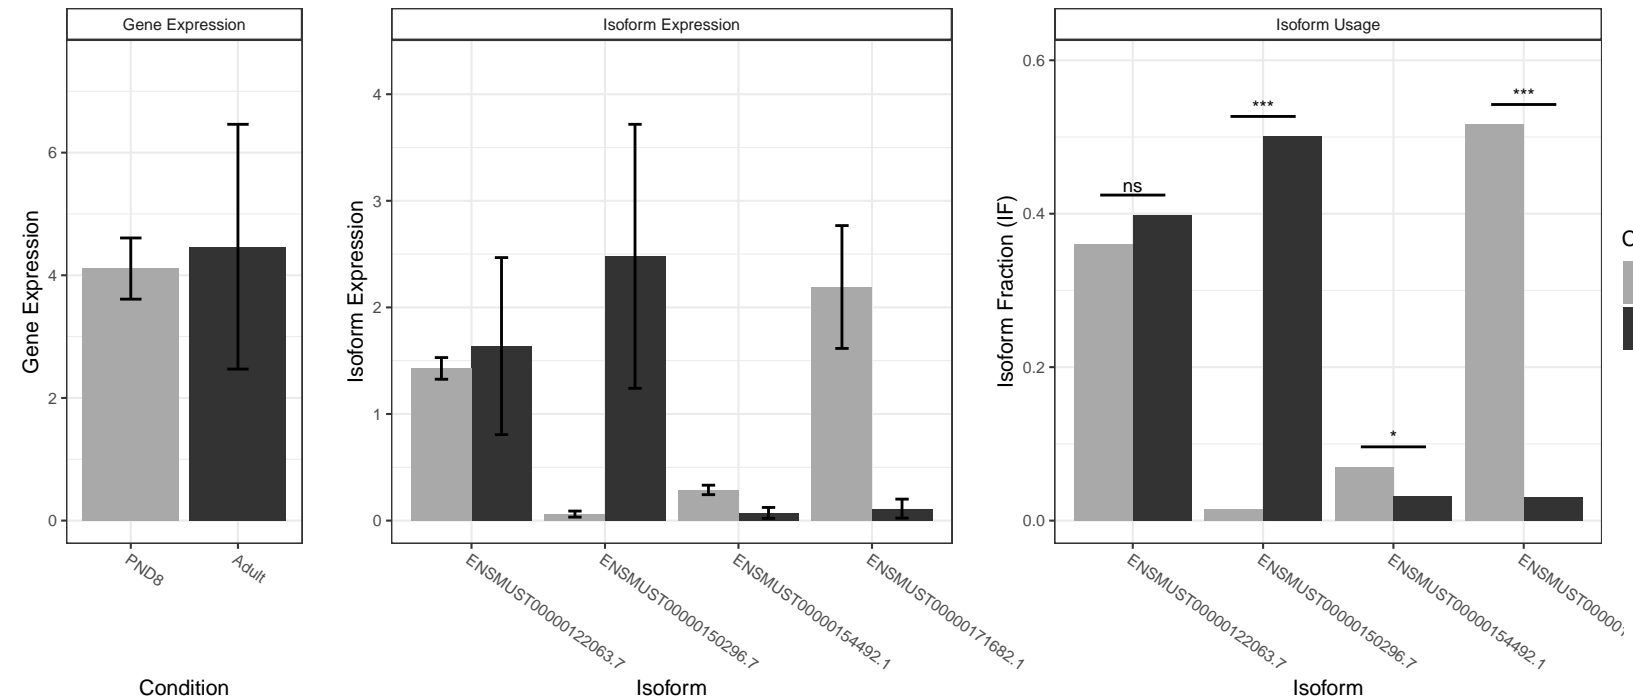 Gene Expression
Gene Expression
6
4
2
0
PND8
Adult
Condition
Isoform Expression
Isoform Expression
4
3
2
1
0
ENSMUST00000122063.7
ENSMUST00000150296.7
ENSMUST00000154492.1
ENSMUST00000171682.1
Isoform
Isoform Usage
Isoform Fraction (IF)
0.6
0.4
0.2
0.0
ns
***
*
***
ENSMUST00000122063.7
ENSMUST00000150296.7
ENSMUST00000154492.1
ENSMUST00000
Isoform